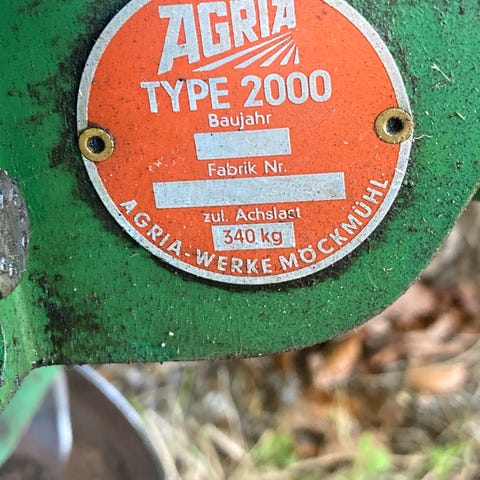 AGRIA
TYPE 2000
Baujahr
Fabrik Nr.
zul. Achslast
340 kg
AGRIA-WERKE MÖCKMÜHL